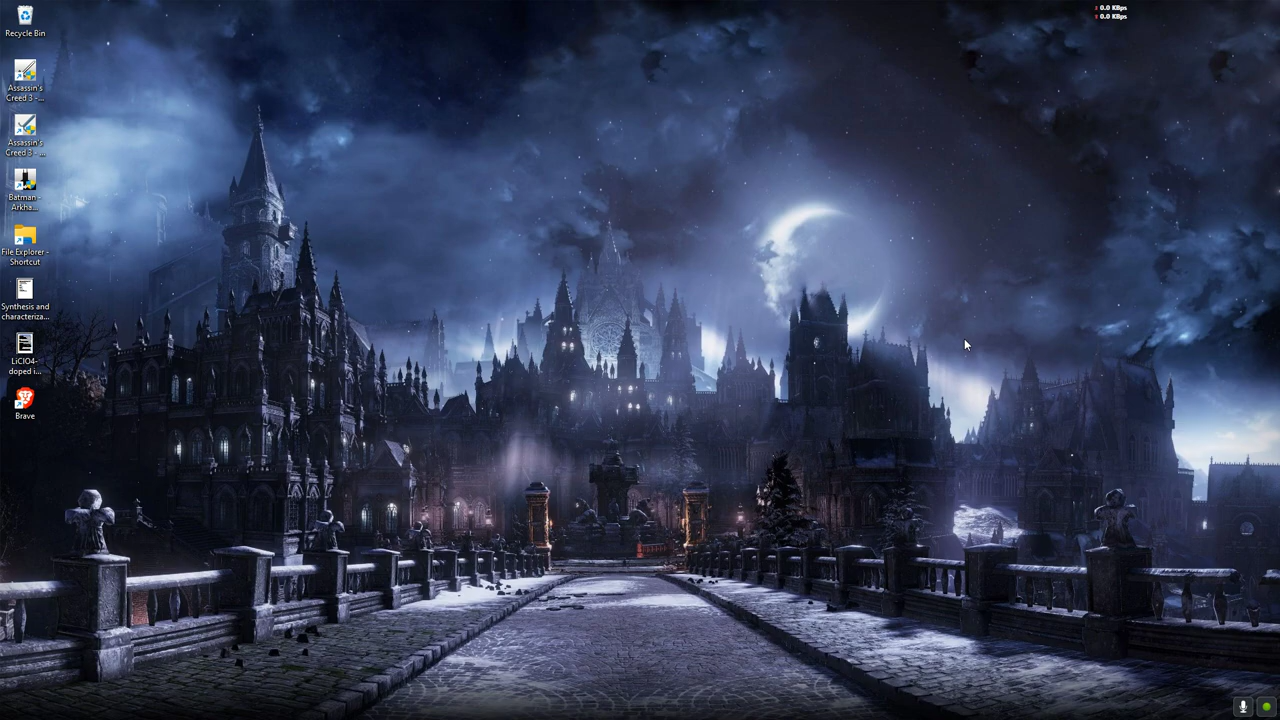 Recycle Bin
Assassin's
Creed 3 -...
Assassin's
Creed 3 - ...
Batman -
Arkha...
File Explorer -
Shortcut
Synthesis and
characteriza...
LiClO4-
doped i...
Brave
0.0 KBps
0.0 KBps